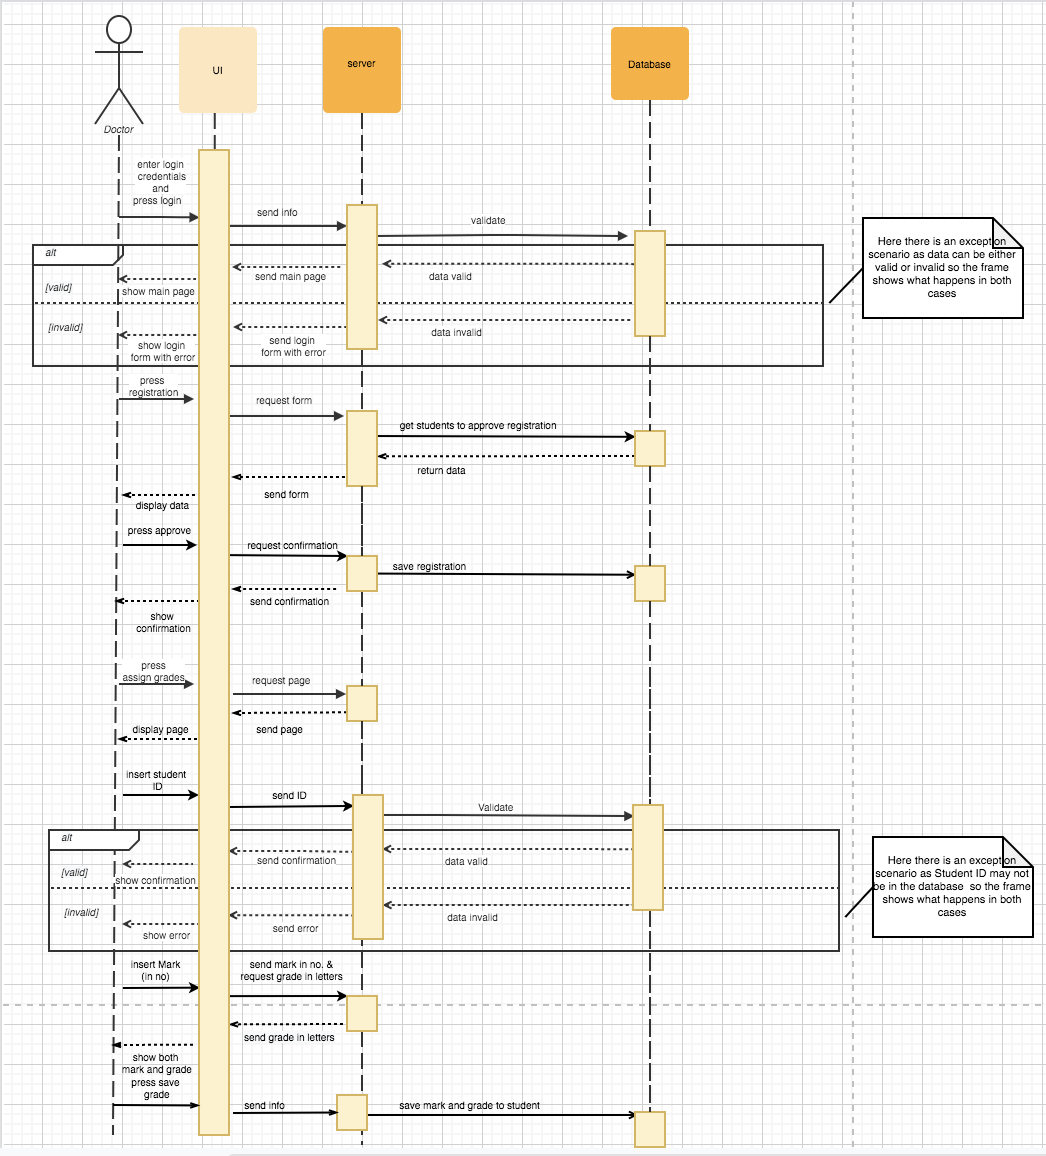 UI
server
Database
Doctor
enter login
credentials
and
press login
send info
validate
alt
Here there is an exception
scenario as data can be either
valid or invalid so the frame
shows what happens in both
cases
send main page
data valid
[valid]
show main page
[invalid]
data invalid
show login
form with error
send login
form with error
press
registration
request form
get students to approve registration
return data
send form
display data
press approve
request confirmation
save registration
send confirmation
show
confirmation
press
assign grades
request page
display page
send page
insert student
ID
send ID
Validate
alt
send confirmation
data valid
[valid]
show confirmation
Here there is an exception
scenario as Student ID may not
be in the database so the frame
shows what happens in both
cases
[invalid]
data invalid
send error
show error
insert Mark
(in no)
send mark in no. &
request grade in letters
send grade in letters
show both
mark and grade
press save
grade
send info
save mark and grade to student